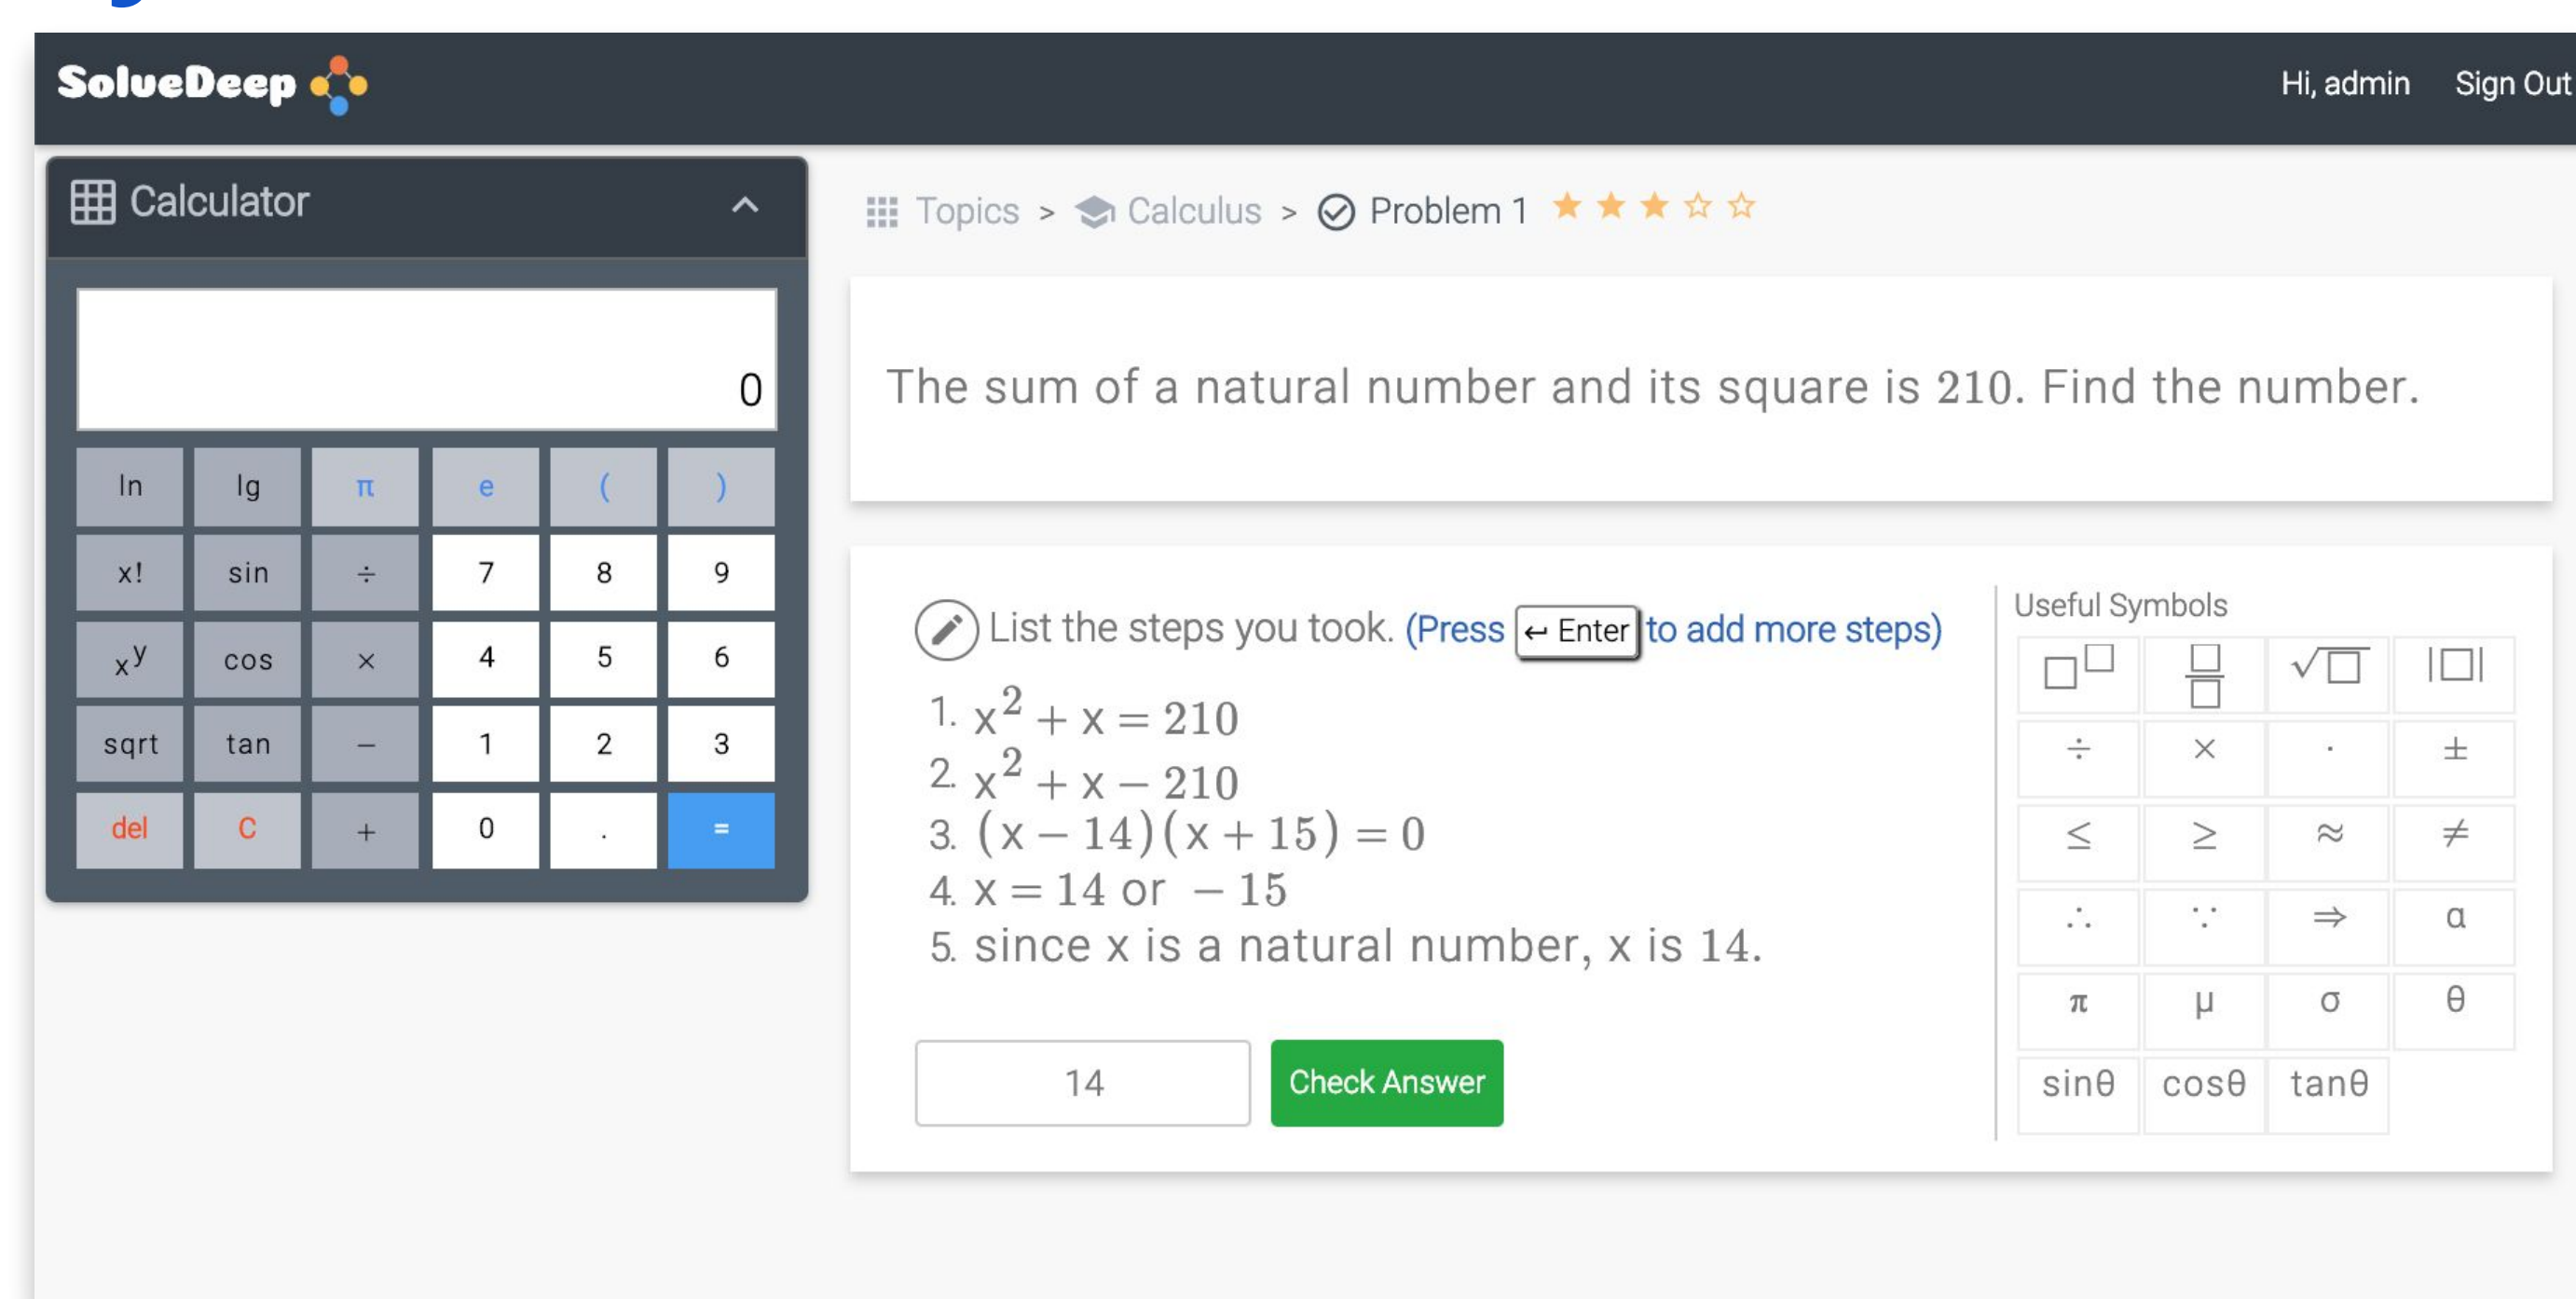 SolveDeep
Hi, admin Sign Out
Calculator
0
ln lg π e ( )
x! sin ÷ 7 8 9
x^y cos × 4 5 6
sqrt tan − 1 2 3
del C + 0 . =
Topics > Calculus > Problem 1
The sum of a natural number and its square is 210. Find the number.
List the steps you took. (Press ↵ Enter to add more steps)
1. x² + x = 210
2. x² + x − 210
3. (x − 14)(x + 15) = 0
4. x = 14 or − 15
5. since x is a natural number, x is 14.
14 Check Answer
Useful Symbols
□^□ □/□ √□ |□|
÷ × · ±
≤ ≥ ≈ ≠
∴ ∵ ⇒ α
π μ σ θ
sinθ cosθ tanθ